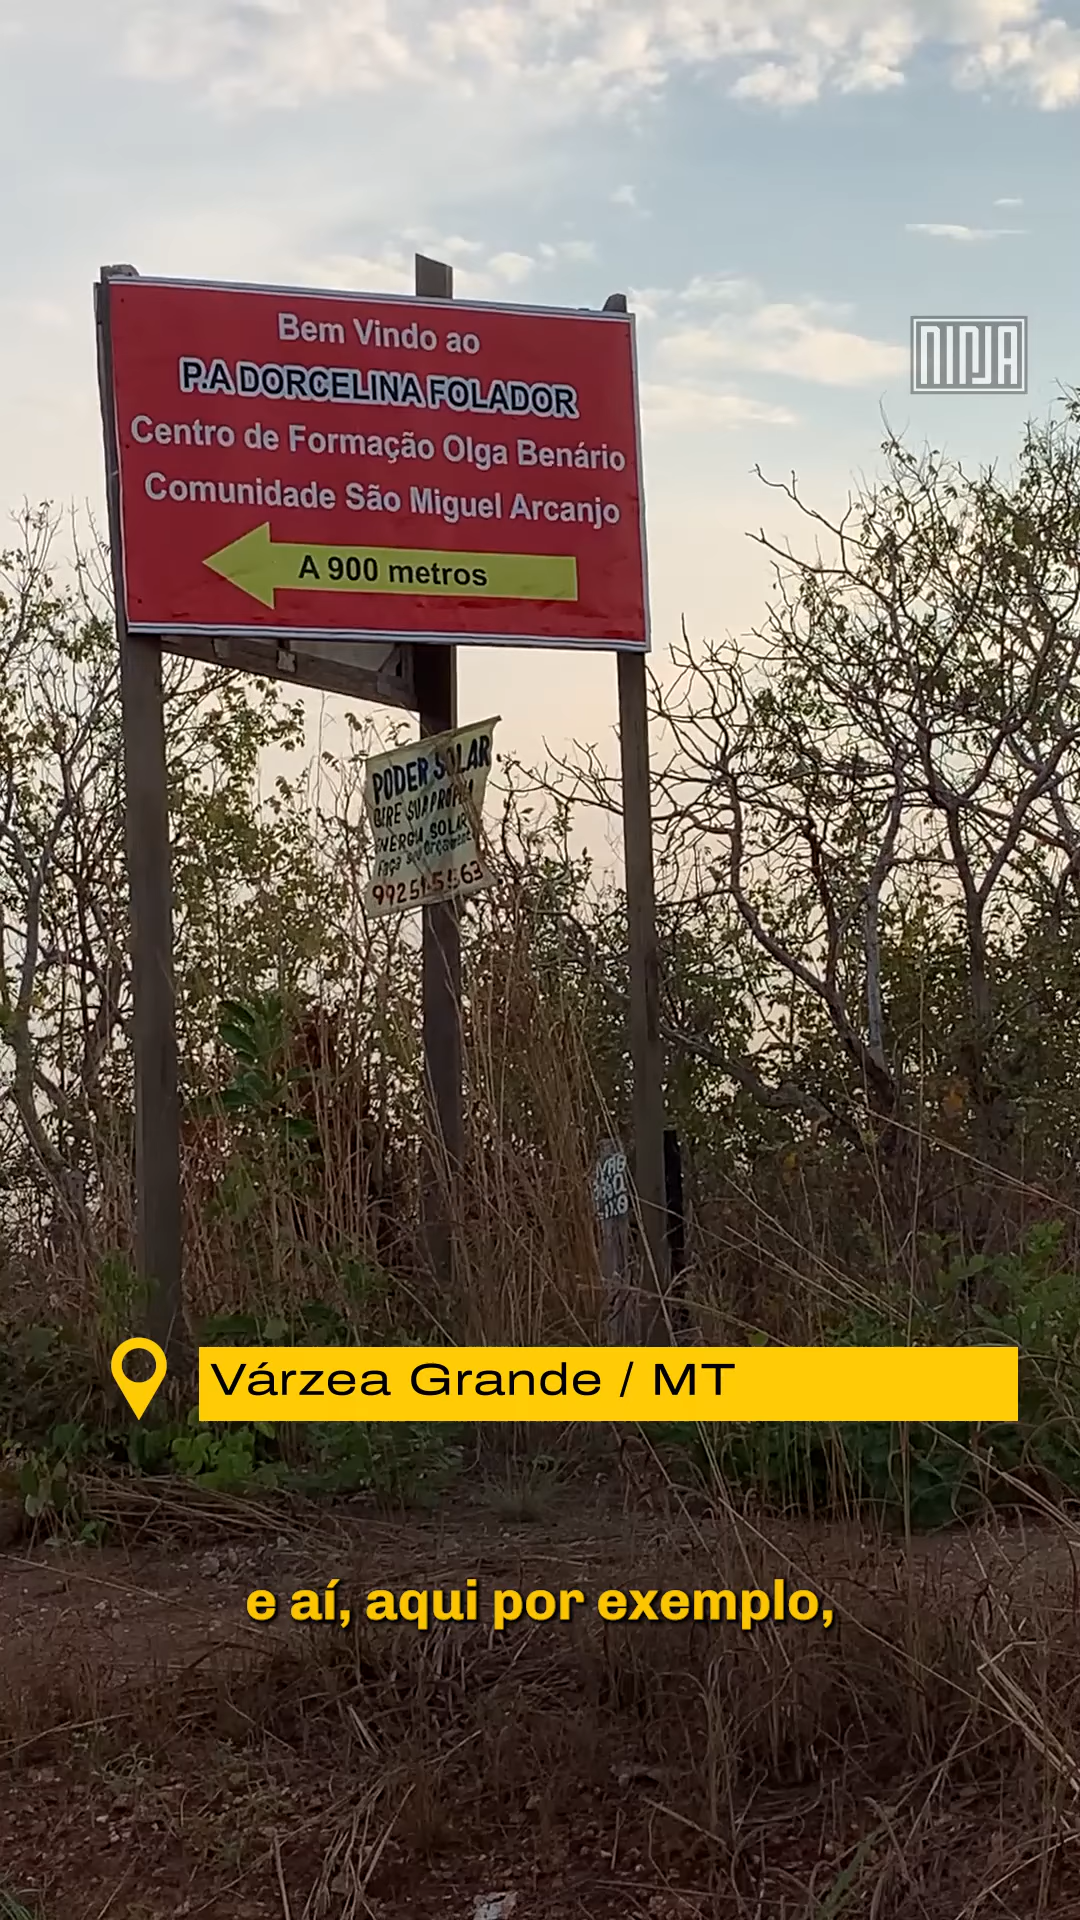 Bem Vindo ao
P.A DORCELINA FOLADOR
Centro de Formação Olga Benário
Comunidade São Miguel Arcanjo
A 900 metros
NINJA
PODER SOLAR
ENERGIA SOLAR
Várzea Grande / MT
e aí, aqui por exemplo,